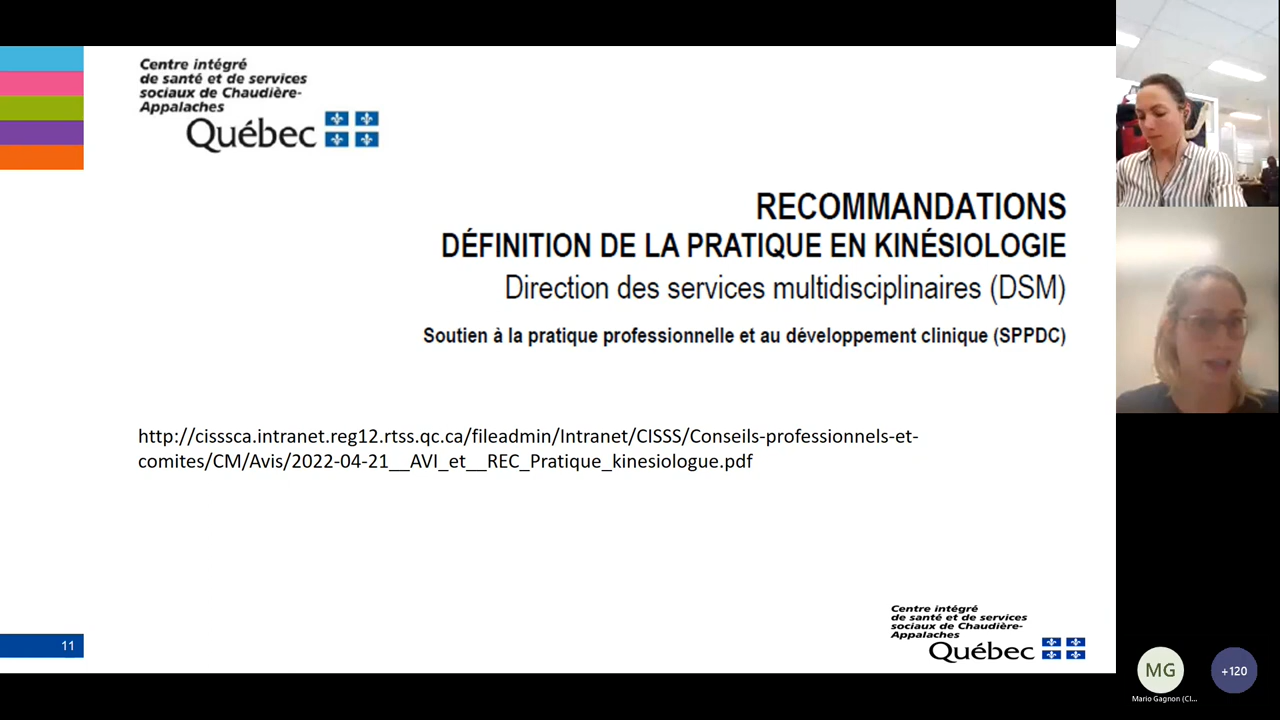 Centre intégré
de santé et de services
sociaux de Chaudière-
Appalaches
Québec
RECOMMANDATIONS
DÉFINITION DE LA PRATIQUE EN KINÉSIOLOGIE
Direction des services multidisciplinaires (DSM)
Soutien à la pratique professionnelle et au développement clinique (SPPDC)
http://cisssca.intranet.reg12.rtss.qc.ca/fileadmin/Intranet/CISSS/Conseils-professionnels-et-
comites/CM/Avis/2022-04-21__AVI_et__REC_Pratique_kinesiologue.pdf
11
Centre intégré
de santé et de services
sociaux de Chaudière-
Appalaches
Québec
MG
+120
Mario Gagnon (CI...